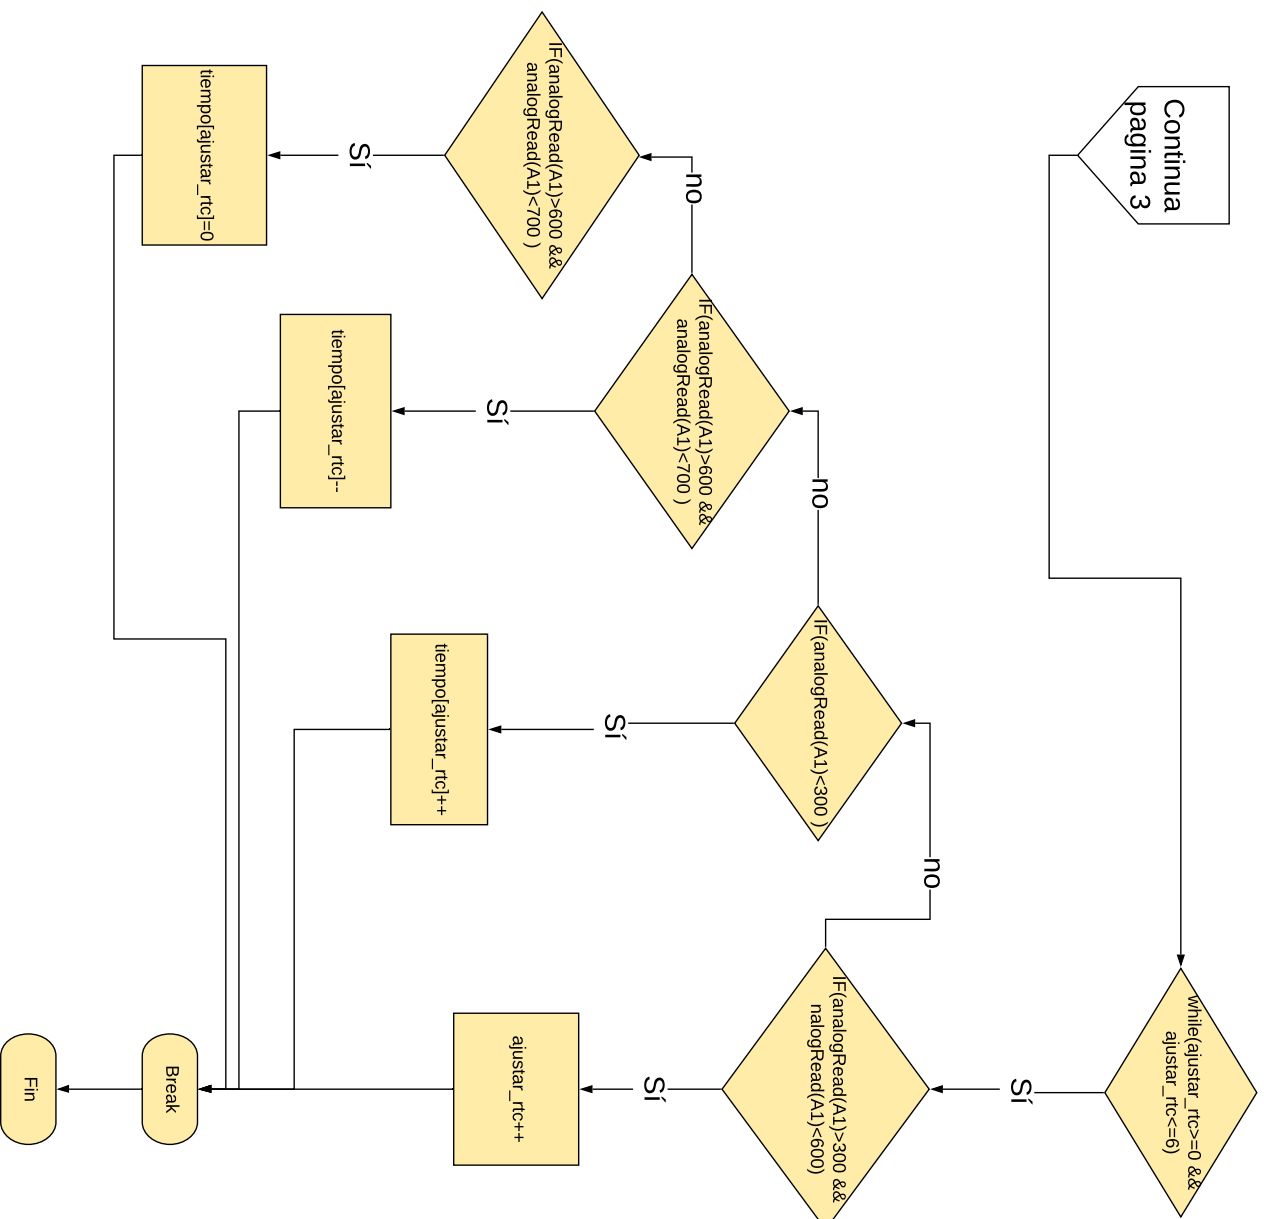 Continua
pagina 3
while(ajustar_rtc>=0 &&
ajustar_rtc<=6)
Sí
IF(analogRead(A1)>300 &&
nalogRead(A1)<600)
Sí
ajustar_rtc++
no
IF(analogRead(A1)<300 )
Sí
tiempo[ajustar_rtc]++
no
IF(analogRead(A1)>600 &&
analogRead(A1)<700 )
Sí
tiempo[ajustar_rtc]--
no
IF(analogRead(A1)>600 &&
analogRead(A1)<700 )
Sí
tiempo[ajustar_rtc]=0
Break
Fin